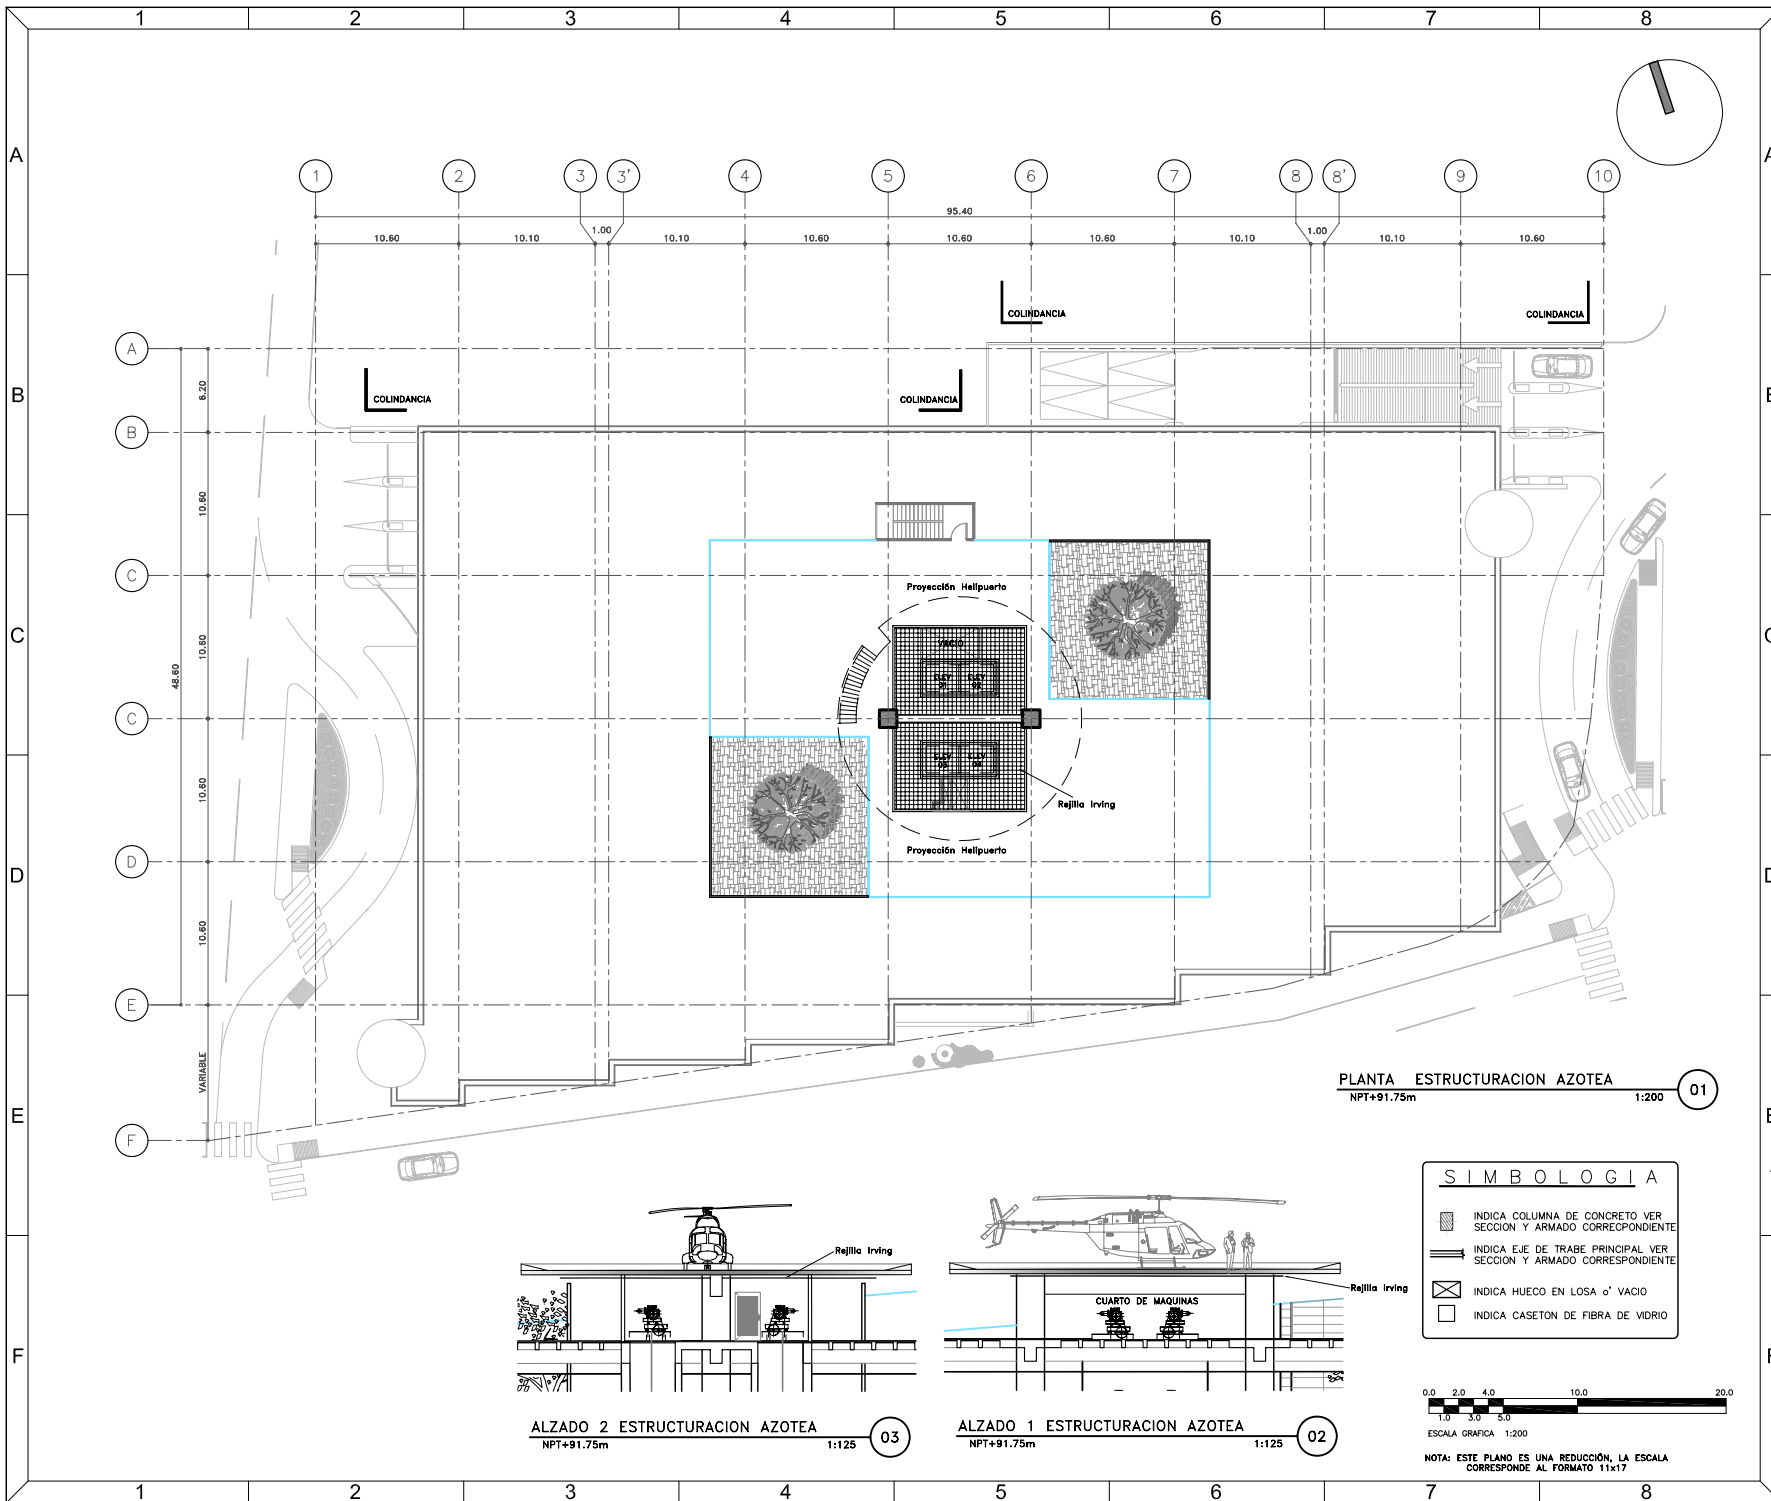 1 2 3 4 5 6 7 8
A
A
1 2 3 3' 4 5 6 7 8 8' 9 10
95.40
10.60 10.10 1.00 10.10 10.60 10.60 10.60 10.10 1.00 10.10 10.60
COLINDANCIA
COLINDANCIA
A
6.20
B
COLINDANCIA
COLINDANCIA
B
10.60
C
Proyección Helipuerto
C
10.60
VACIO
ELEV
01
ELEV
02
48.60
C
ELEV
03
ELEV
04
10.60
Rejilla Irving
Proyección Helipuerto
D
D
10.60
E
VARIABLE
PLANTA ESTRUCTURACION AZOTEA
NPT+91.75m
1:200
01
E
F
SIMBOLOGIA
INDICA COLUMNA DE CONCRETO VER
SECCION Y ARMADO CORRECPONDIENTE
INDICA EJE DE TRABE PRINCIPAL VER
SECCION Y ARMADO CORRESPONDIENTE
INDICA HUECO EN LOSA o' VACIO
INDICA CASETON DE FIBRA DE VIDRIO
Rejilla Irving
Rejilla Irving
CUARTO DE MAQUINAS
F
0.0 2.0 4.0 10.0 20.0
1.0 3.0 5.0
ESCALA GRAFICA 1:200
ALZADO 2 ESTRUCTURACION AZOTEA
NPT+91.75m
1:125
03
ALZADO 1 ESTRUCTURACION AZOTEA
NPT+91.75m
1:125
02
NOTA: ESTE PLANO ES UNA REDUCCIÓN, LA ESCALA
CORRESPONDE AL FORMATO 11x17
1 2 3 4 5 6 7 8